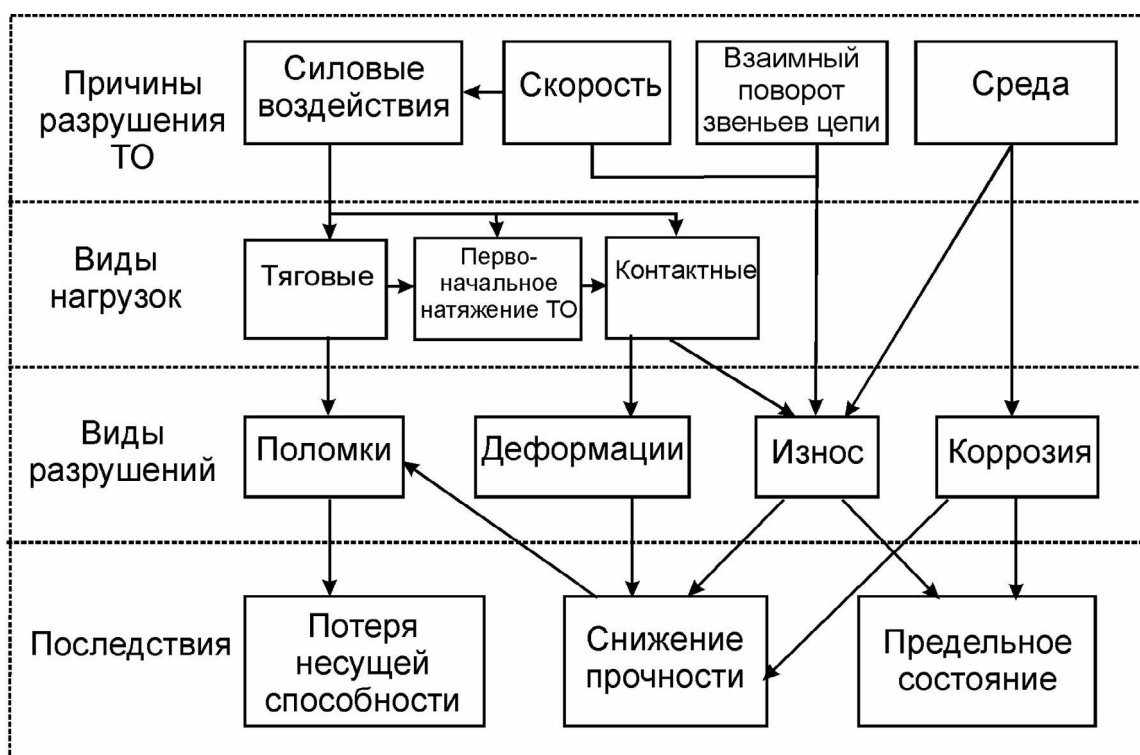 Причины
разрушения
ТО
Силовые
воздействия
Скорость
Взаимный
поворот
звеньев цепи
Среда
Виды
нагрузок
Тяговые
Перво-
начальное
натяжение ТО
Контактные
Виды
разрушений
Поломки
Деформации
Износ
Коррозия
Последствия
Потеря
несущей
способности
Снижение
прочности
Предельное
состояние